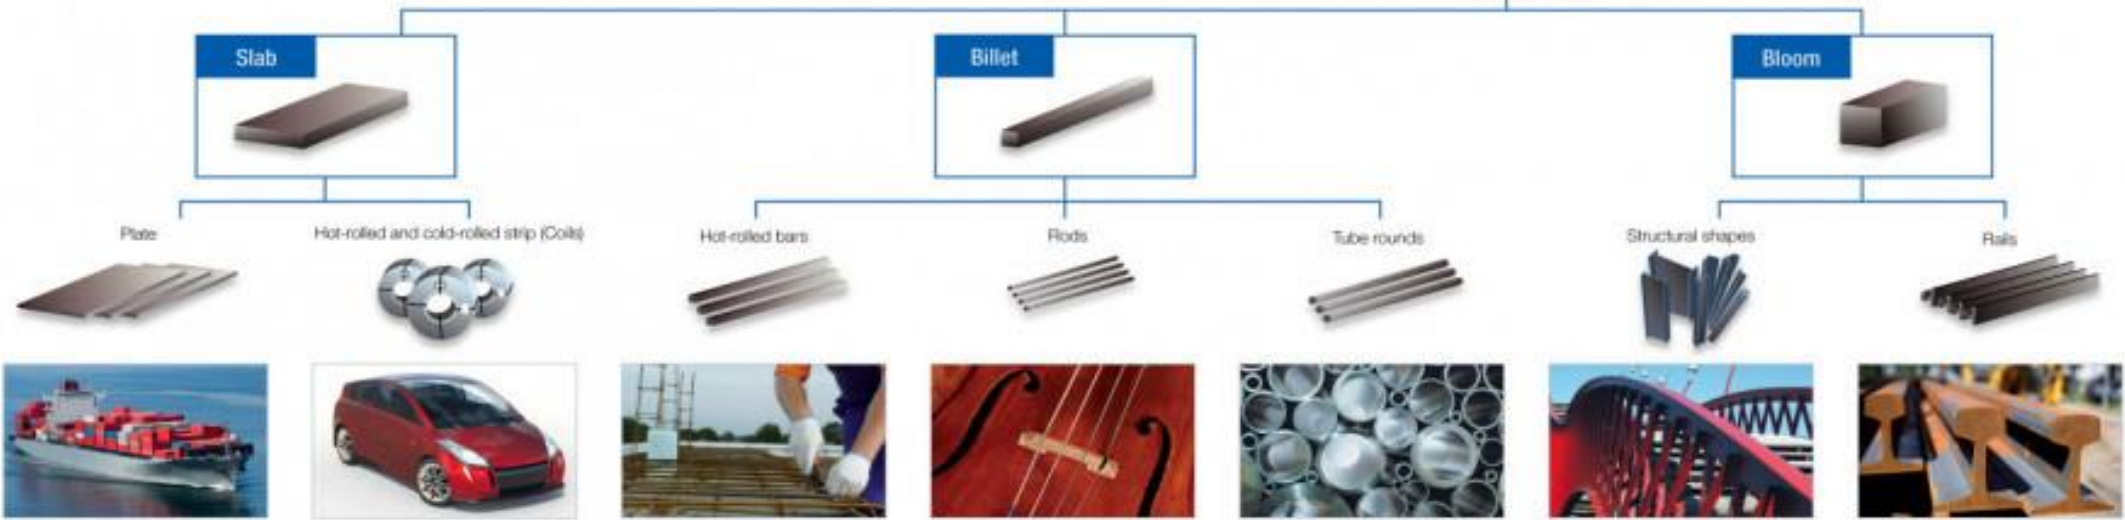 Slab
Billet
Bloom
Plate
Hot-rolled and cold-rolled strip (Coils)
Hot-rolled bars
Rods
Tube rounds
Structural shapes
Rails